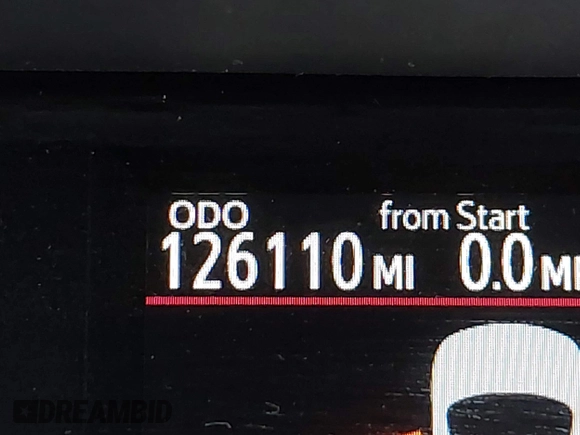 ODO from Start
126110 MI 0.0 MI
DREAMBID